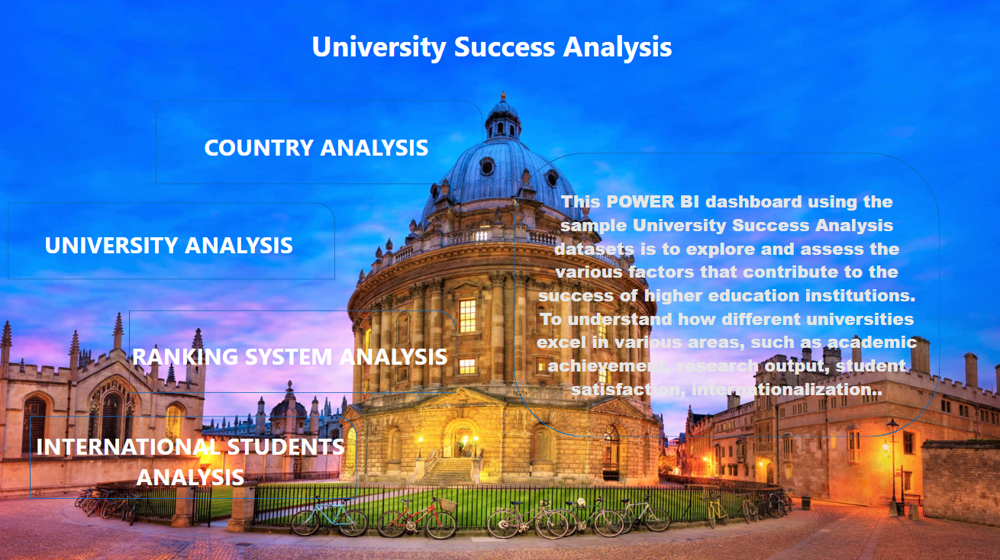 University Success Analysis
COUNTRY ANALYSIS
UNIVERSITY ANALYSIS
RANKING SYSTEM ANALYSIS
INTERNATIONAL STUDENTS
ANALYSIS
This POWER BI dashboard using the
sample University Success Analysis
datasets is to explore and assess the
various factors that contribute to the
success of higher education institutions.
To understand how different universities
excel in various areas, such as academic
achievement, research output, student
satisfaction, internationalization..